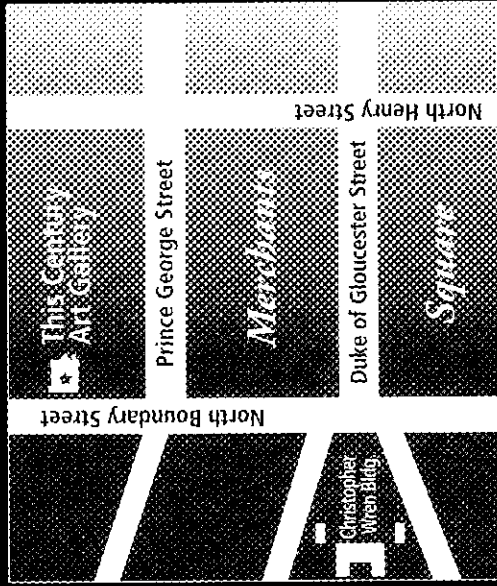 This Century
Art Gallery
Prince George Street
North Henry Street
Merchants
Duke of Gloucester Street
Square
North Boundary Street
Christopher
Wren Bldg.